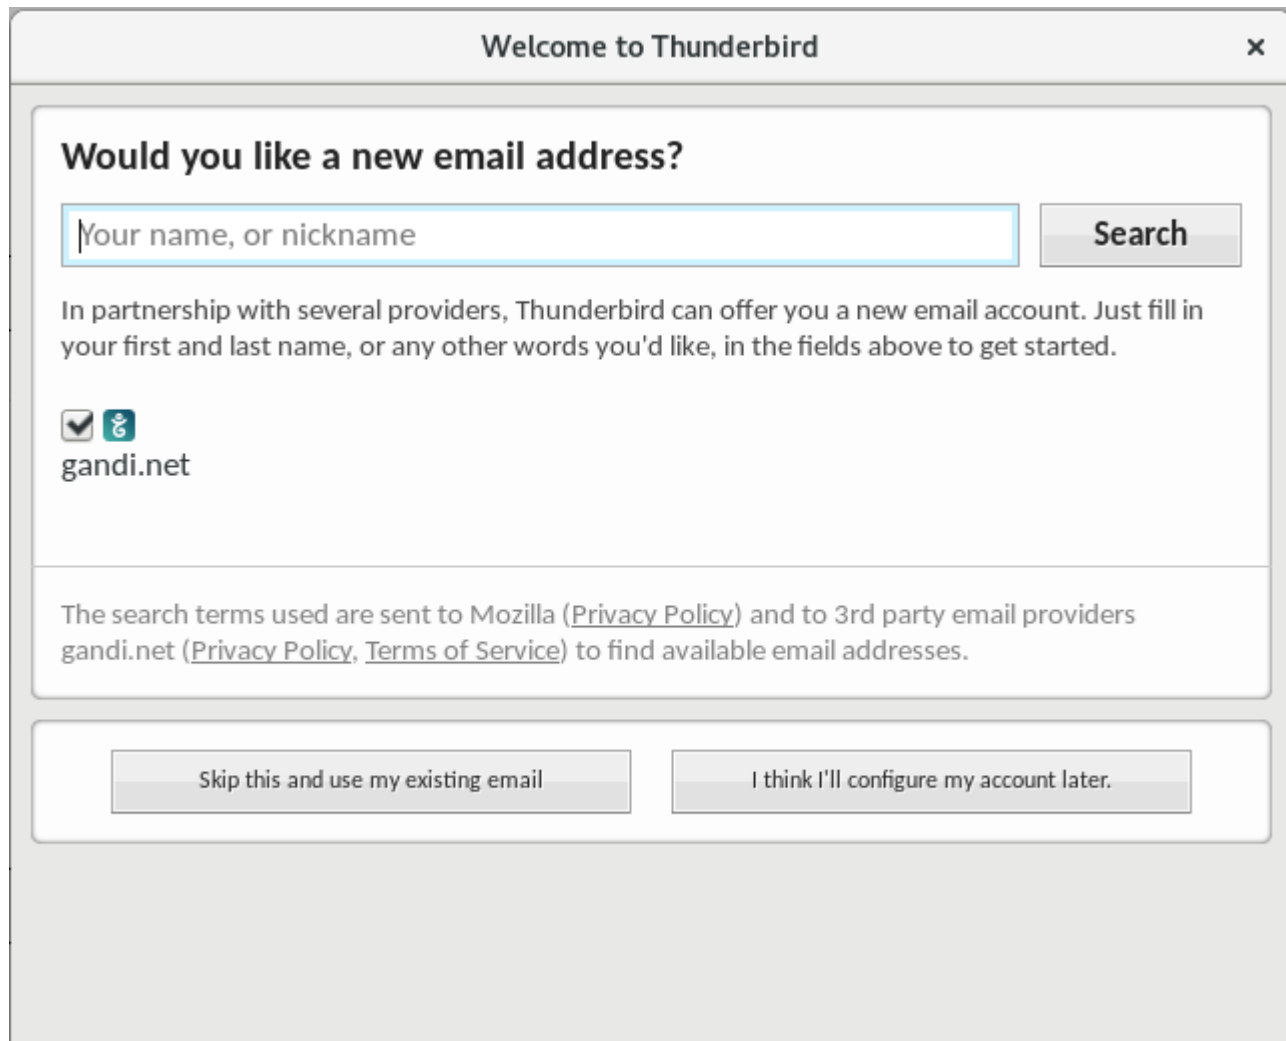 Welcome to Thunderbird
Would you like a new email address?
Your name, or nickname
Search
In partnership with several providers, Thunderbird can offer you a new email account. Just fill in
your first and last name, or any other words you'd like, in the fields above to get started.
gandi.net
The search terms used are sent to Mozilla (Privacy Policy) and to 3rd party email providers
gandi.net (Privacy Policy, Terms of Service) to find available email addresses.
Skip this and use my existing email
I think I'll configure my account later.